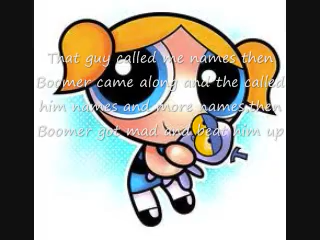 That guy called me names then
Boomer came along and the called
him names and more names then
Boomer got mad and beat him up